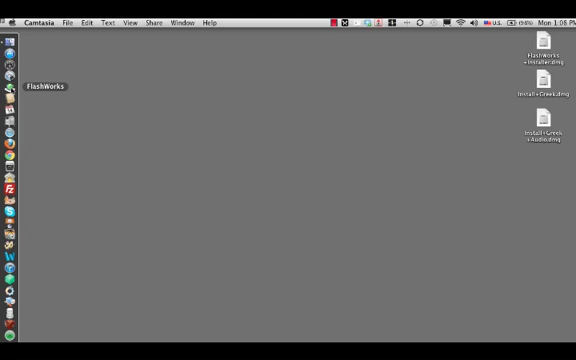 Camtasia File Edit Text View Share Window Help
U.S. Mon 1:06 PM
FlashWorks
FlashWorks
+Installer.dmg
Install+Greek.dmg
Install+Greek
+Audio.dmg